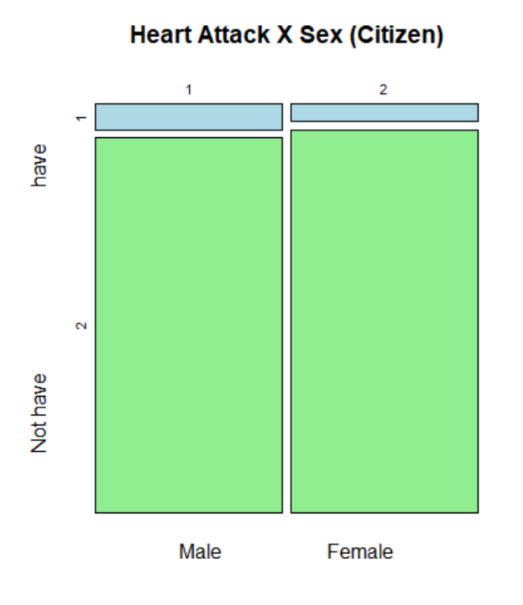 Heart Attack X Sex (Citizen)
1 2
1
have
2
Not have
Male Female